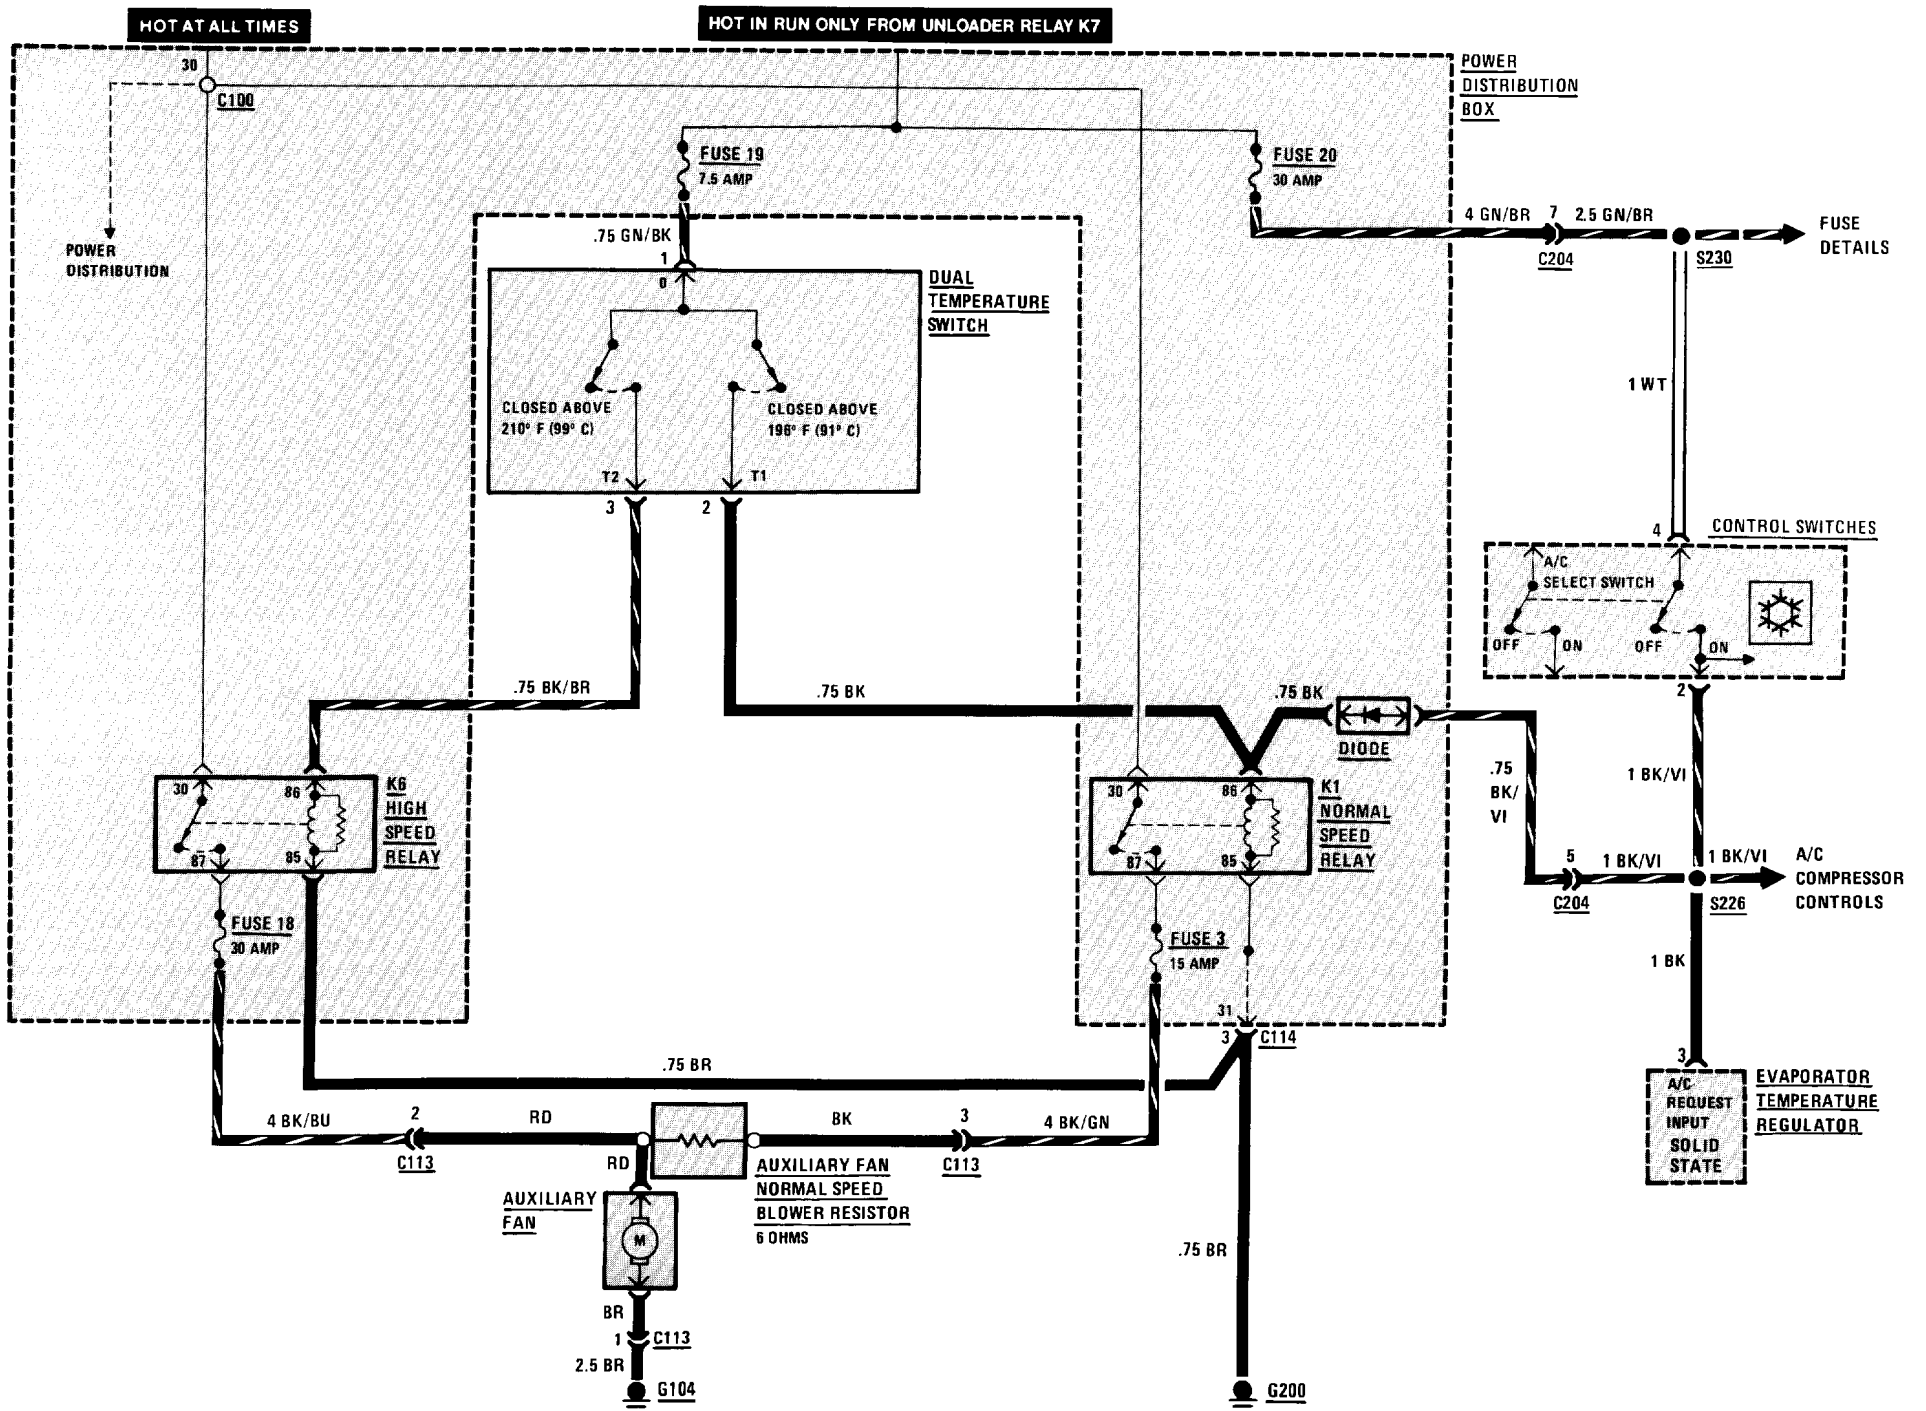 HOT AT ALL TIMES
HOT IN RUN ONLY FROM UNLOADER RELAY K7
30
C100
POWER
DISTRIBUTION
BOX
POWER
DISTRIBUTION
FUSE 19
7.5 AMP
FUSE 20
30 AMP
.75 GN/BK
1
0
4 GN/BR
7
2.5 GN/BR
C204
S230
FUSE
DETAILS
DUAL
TEMPERATURE
SWITCH
CLOSED ABOVE
210° F (99° C)
CLOSED ABOVE
196° F (91° C)
T2
T1
3
2
1 WT
4
CONTROL SWITCHES
A/C
SELECT SWITCH
OFF
ON
OFF
ON
2
.75 BK/BR
.75 BK
.75 BK
DIODE
.75
BK/
VI
1 BK/VI
30
86
87
85
K6
HIGH
SPEED
RELAY
30
86
87
85
K1
NORMAL
SPEED
RELAY
5
1 BK/VI
1 BK/VI
C204
S226
A/C
COMPRESSOR
CONTROLS
FUSE 18
30 AMP
FUSE 3
15 AMP
1 BK
31
3
C114
.75 BR
3
A/C
REQUEST
INPUT
SOLID
STATE
EVAPORATOR
TEMPERATURE
REGULATOR
4 BK/BU
2
RD
C113
BK
3
4 BK/GN
C113
RD
AUXILIARY FAN
NORMAL SPEED
BLOWER RESISTOR
6 OHMS
AUXILIARY
FAN
M
BR
1
C113
2.5 BR
G104
.75 BR
G200